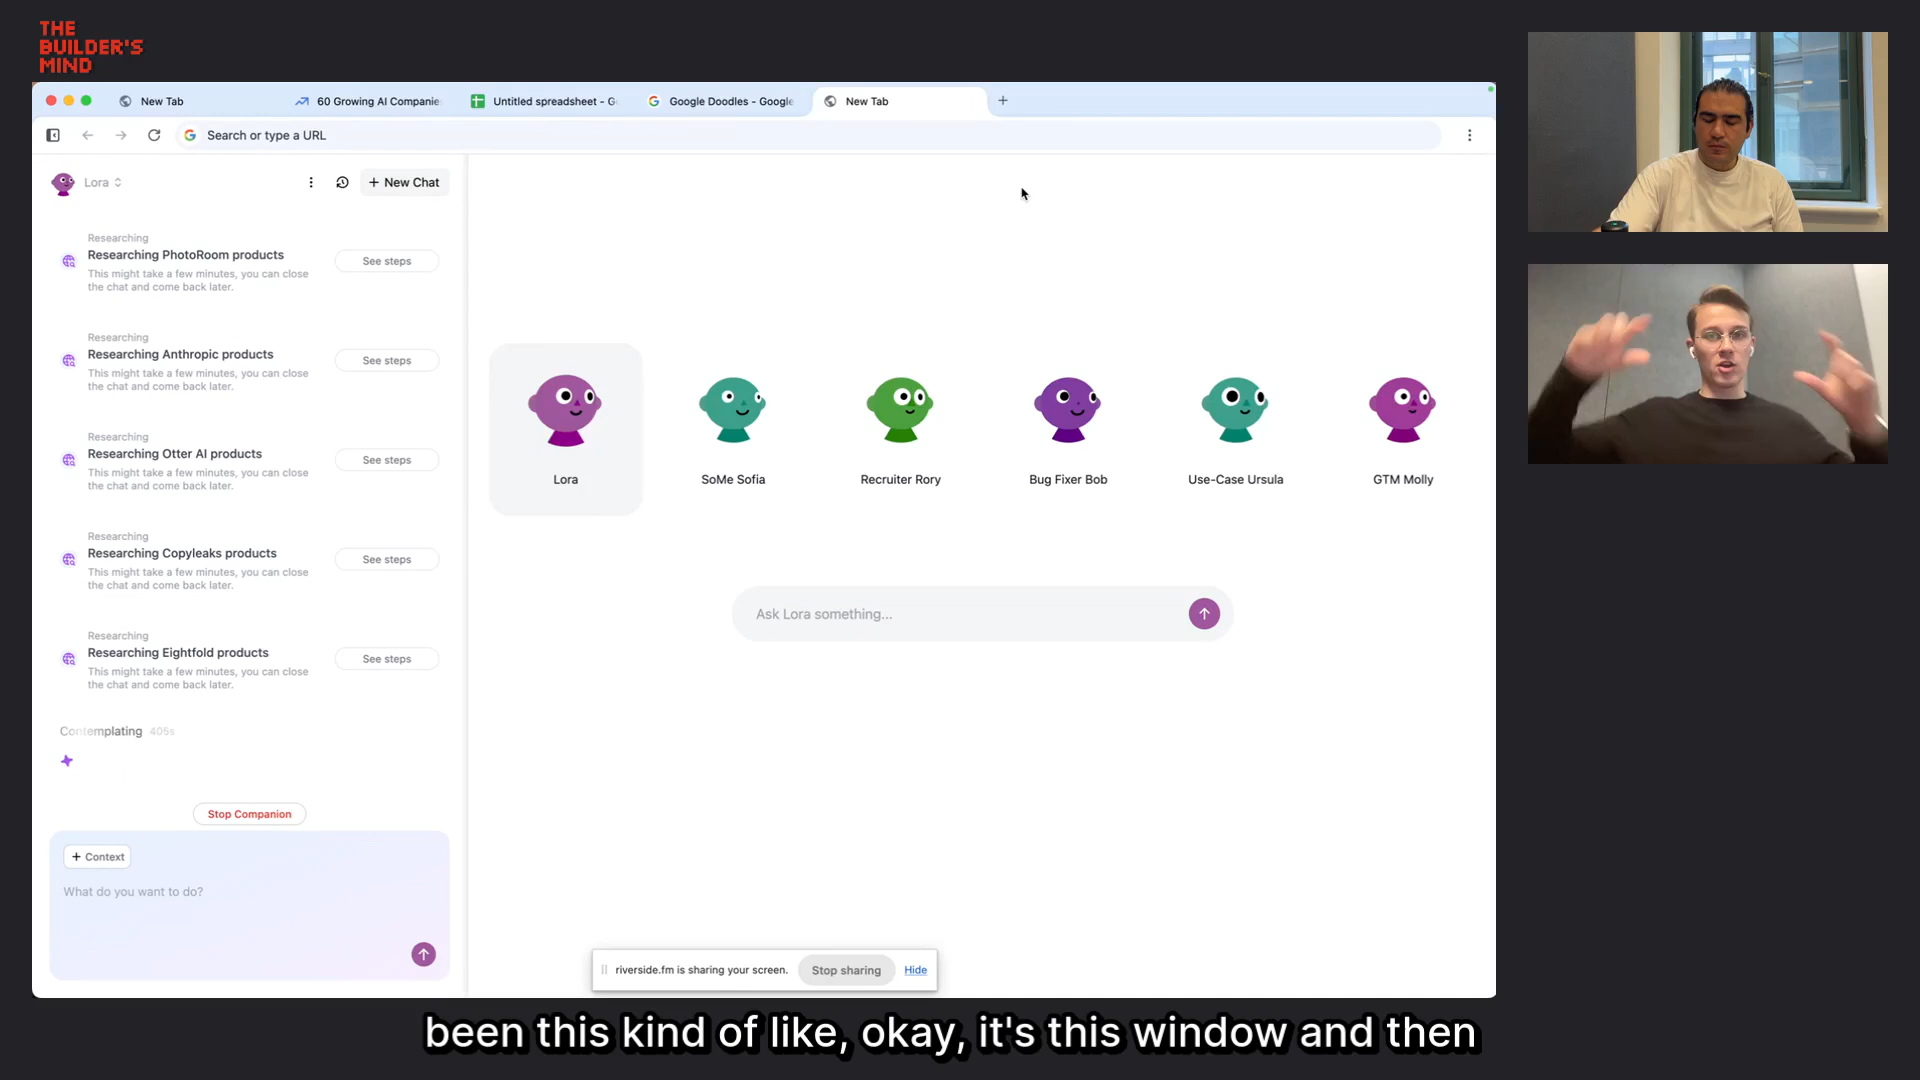 THE
BUILDER'S
MIND
New Tab
60 Growing AI Companie
Untitled spreadsheet - G
Google Doodles - Google
New Tab
Search or type a URL
Lora
+ New Chat
Researching
Researching PhotoRoom products
This might take a few minutes, you can close
the chat and come back later.
See steps
Researching
Researching Anthropic products
This might take a few minutes, you can close
the chat and come back later.
See steps
Researching
Researching Otter AI products
This might take a few minutes, you can close
the chat and come back later.
See steps
Researching
Researching Copyleaks products
This might take a few minutes, you can close
the chat and come back later.
See steps
Researching
Researching Eightfold products
This might take a few minutes, you can close
the chat and come back later.
See steps
Contemplating 405s
Stop Companion
+ Context
What do you want to do?
Lora
SoMe Sofia
Recruiter Rory
Bug Fixer Bob
Use-Case Ursula
GTM Molly
Ask Lora something...
riverside.fm is sharing your screen.
Stop sharing
Hide
been this kind of like, okay, it's this window and then